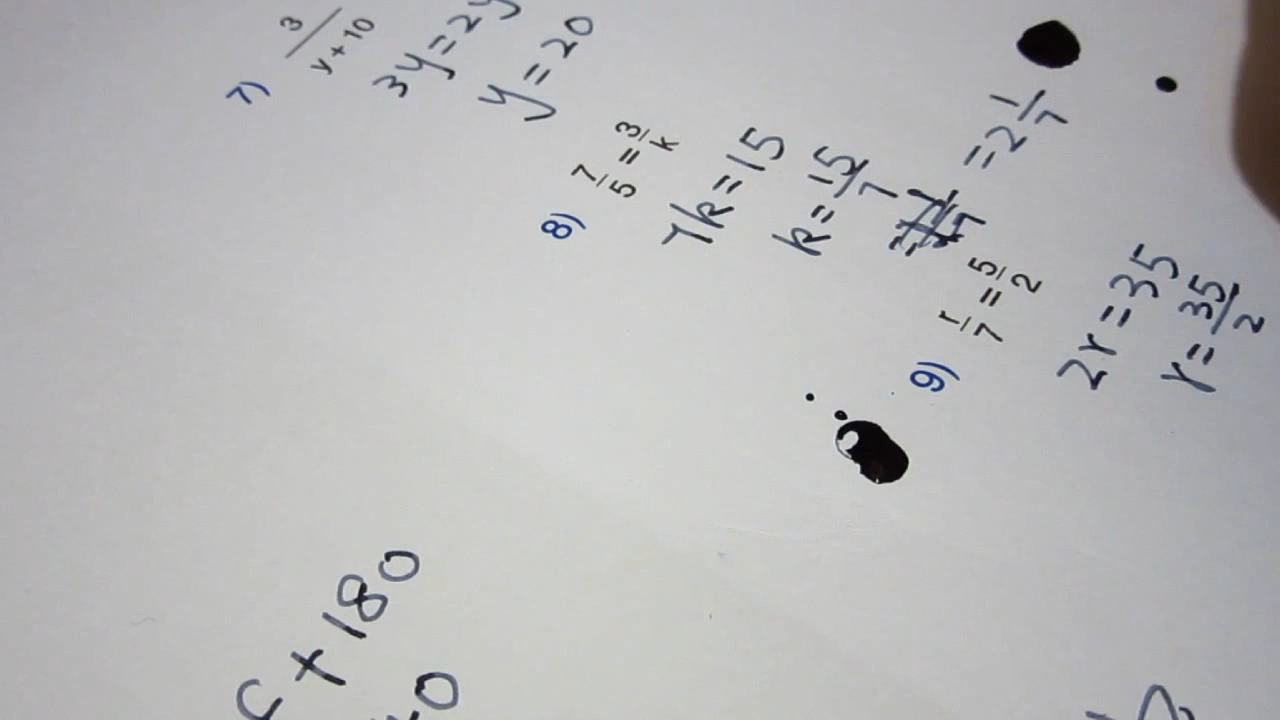 7)
3/y+10
3y=2y
y=20
8)
7/5 = 3/k
7k=15
k=15/7
=2 1/7
9)
r/7 = 5/2
2r=35
r=35/2
+180
0